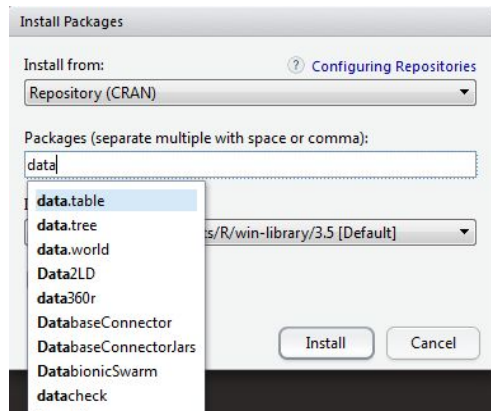 Install Packages
Install from:
? Configuring Repositories
Repository (CRAN)
Packages (separate multiple with space or comma):
data
data.table
data.tree
s/R/win-library/3.5 [Default]
data.world
Data2LD
data360r
DatabaseConnector
DatabaseConnectorJars
DatabionicSwarm
datacheck
Install
Cancel